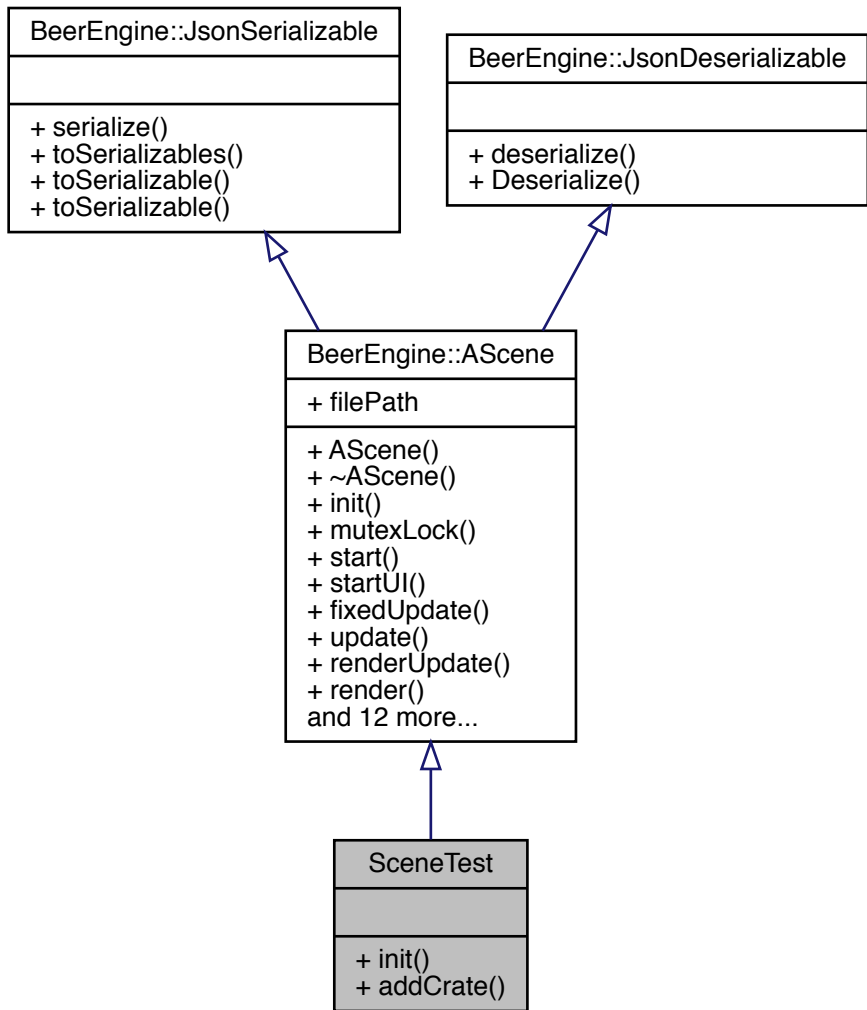 BeerEngine::JsonSerializable
+ serialize()
+ toSerializables()
+ toSerializable()
+ toSerializable()
BeerEngine::JsonDeserializable
+ deserialize()
+ Deserialize()
BeerEngine::AScene
+ filePath
+ AScene()
+ ~AScene()
+ init()
+ mutexLock()
+ start()
+ startUI()
+ fixedUpdate()
+ update()
+ renderUpdate()
+ render()
and 12 more...
SceneTest
+ init()
+ addCrate()